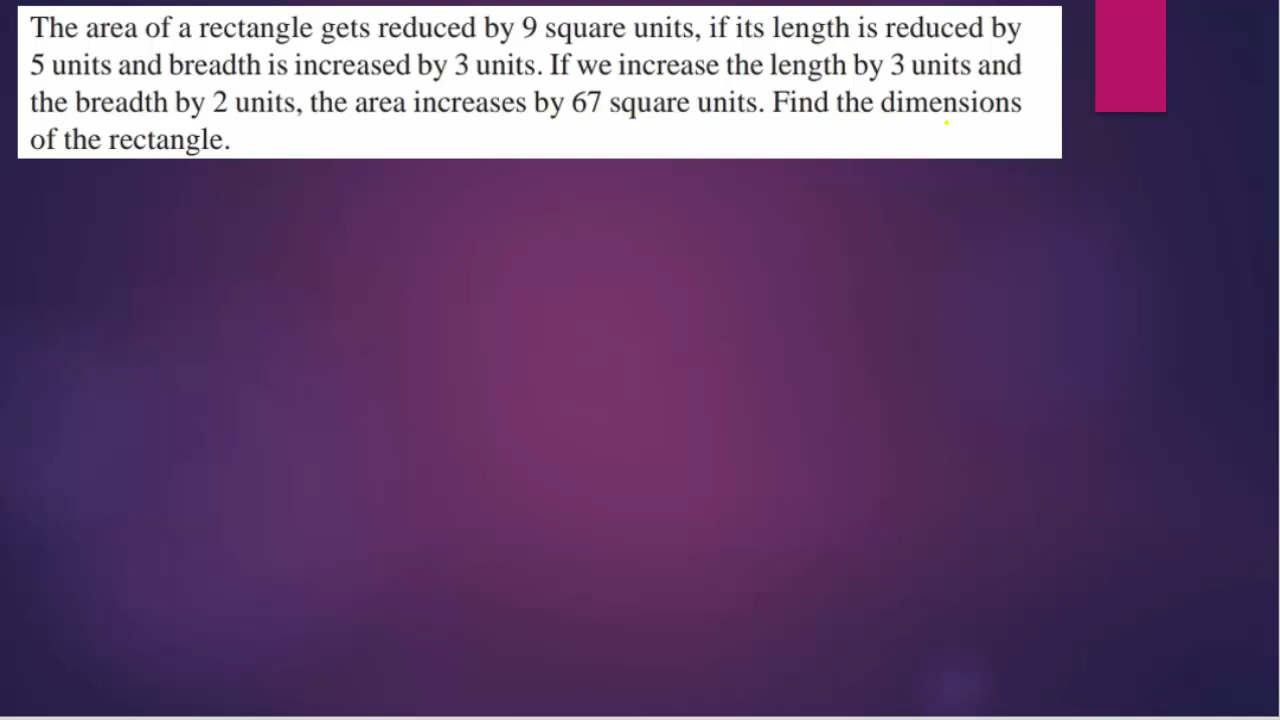 The area of a rectangle gets reduced by 9 square units, if its length is reduced by
5 units and breadth is increased by 3 units. If we increase the length by 3 units and
the breadth by 2 units, the area increases by 67 square units. Find the dimensions
of the rectangle.